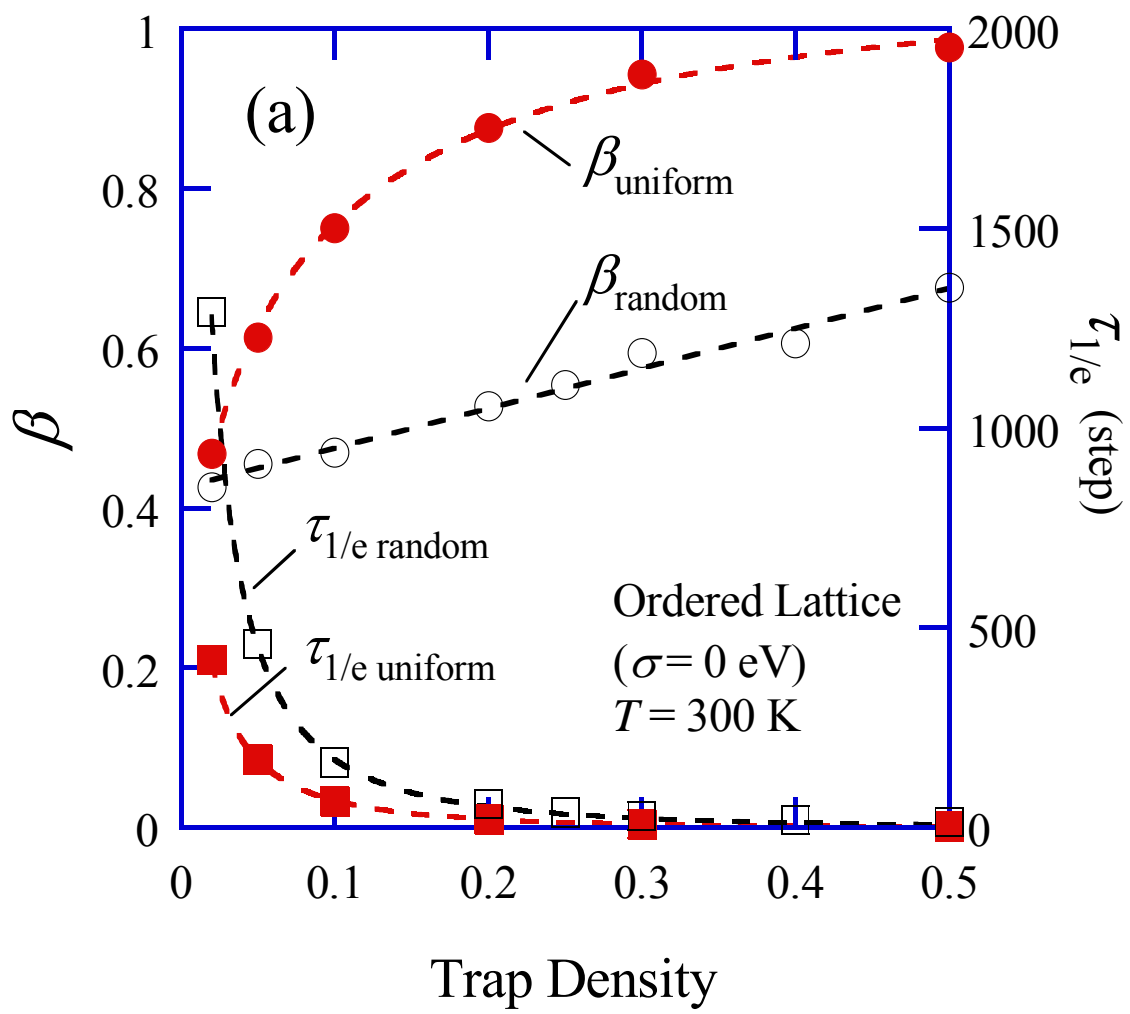 1
2000
(a)
β uniform
0.8
1500
β random
0.6
τ 1/e (step)
β
1000
0.4
τ 1/e random
Ordered Lattice
500
τ 1/e uniform
(σ = 0 eV)
0.2
T = 300 K
0
0
0 0.1 0.2 0.3 0.4 0.5
Trap Density